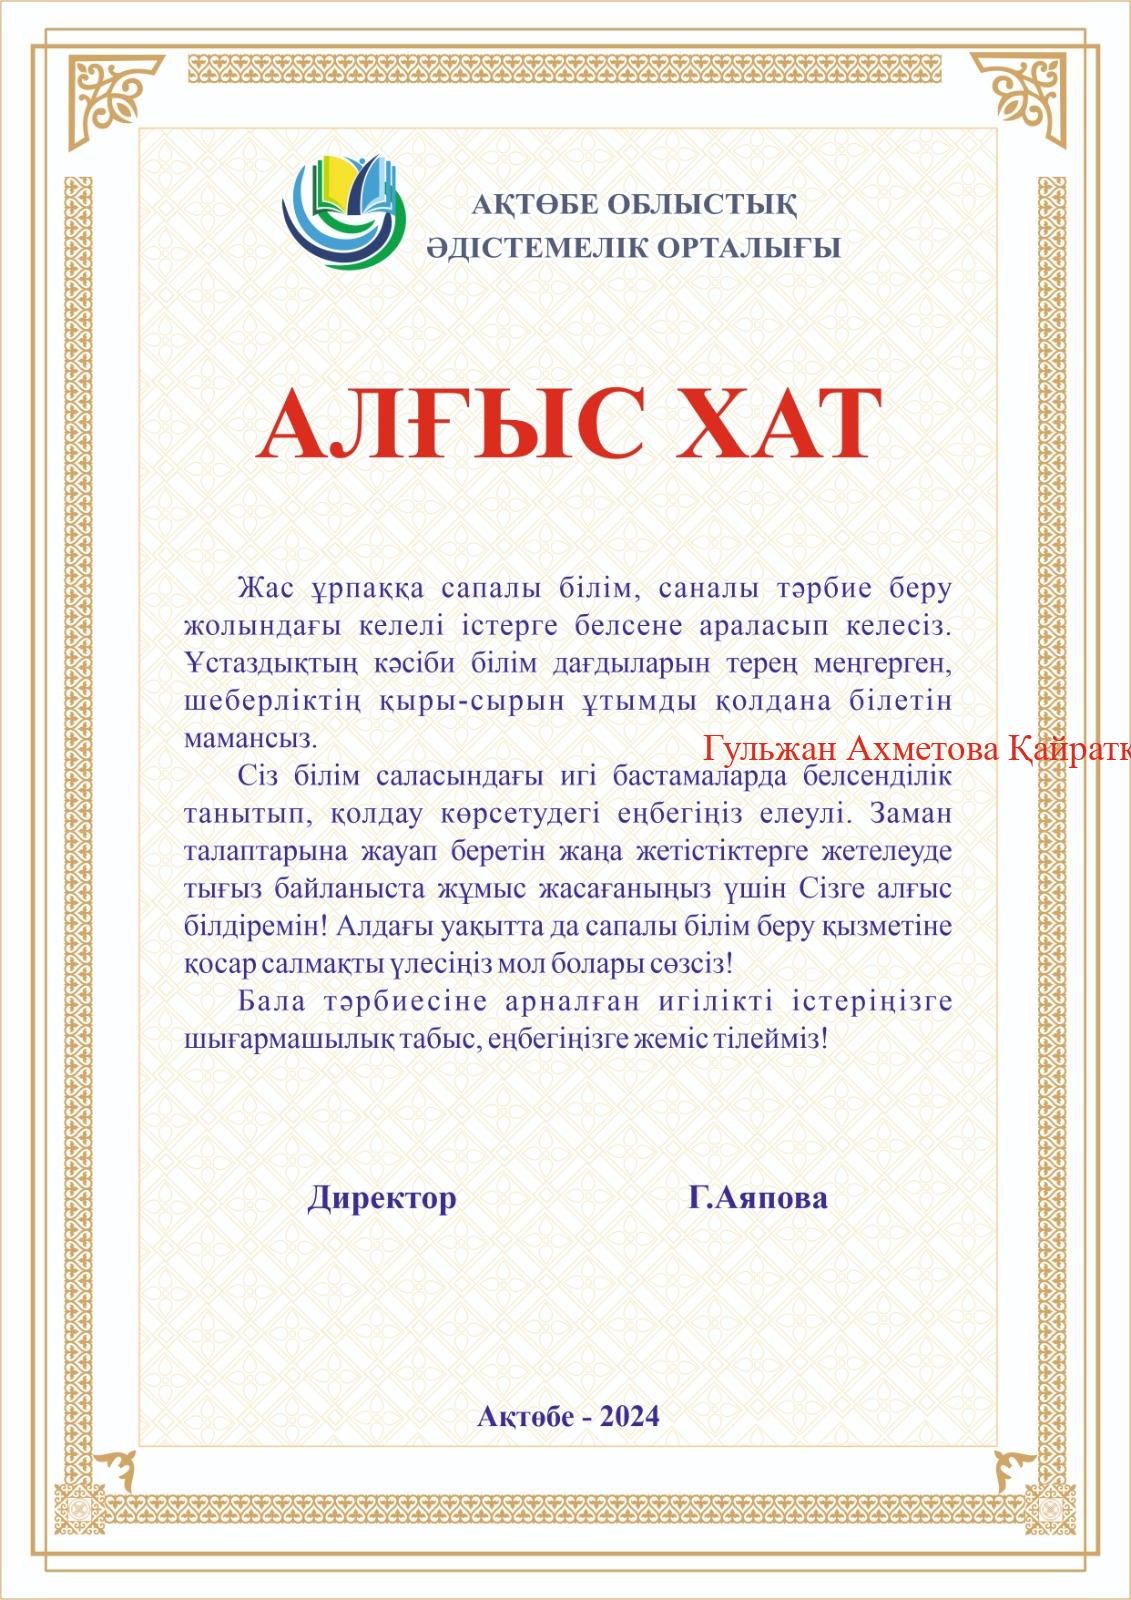 АҚТӨБЕ ОБЛЫСТЫҚ
ӘДІСТЕМЕЛІК ОРТАЛЫҒЫ
АЛҒЫС ХАТ
Жас ұрпаққа сапалы білім, саналы тәрбие беру
жолындағы келелі істерге белсене араласып келесіз.
Ұстаздықтың кәсіби білім дағдыларын терең меңгерген,
шеберліктің қыры-сырын ұтымды қолдана білетін
мамансыз.
Гульжан Ахметова Қайратк
Сіз білім саласындағы игі бастамаларда белсенділік
танытып, қолдау көрсетудегі еңбегіңіз елеулі. Заман
талаптарына жауап беретін жаңа жетістіктерге жетелеуде
тығыз байланыста жұмыс жасағаныңыз үшін Сізге алғыс
білдіремін! Алдағы уақытта да сапалы білім беру қызметіне
қосар салмақты үлесіңіз мол болары сөзсіз!
Бала тәрбиесіне арналған игілікті істеріңізге
шығармашылық табыс, еңбегіңізге жеміс тілейміз!
Директор Г.Аяпова
Ақтөбе - 2024